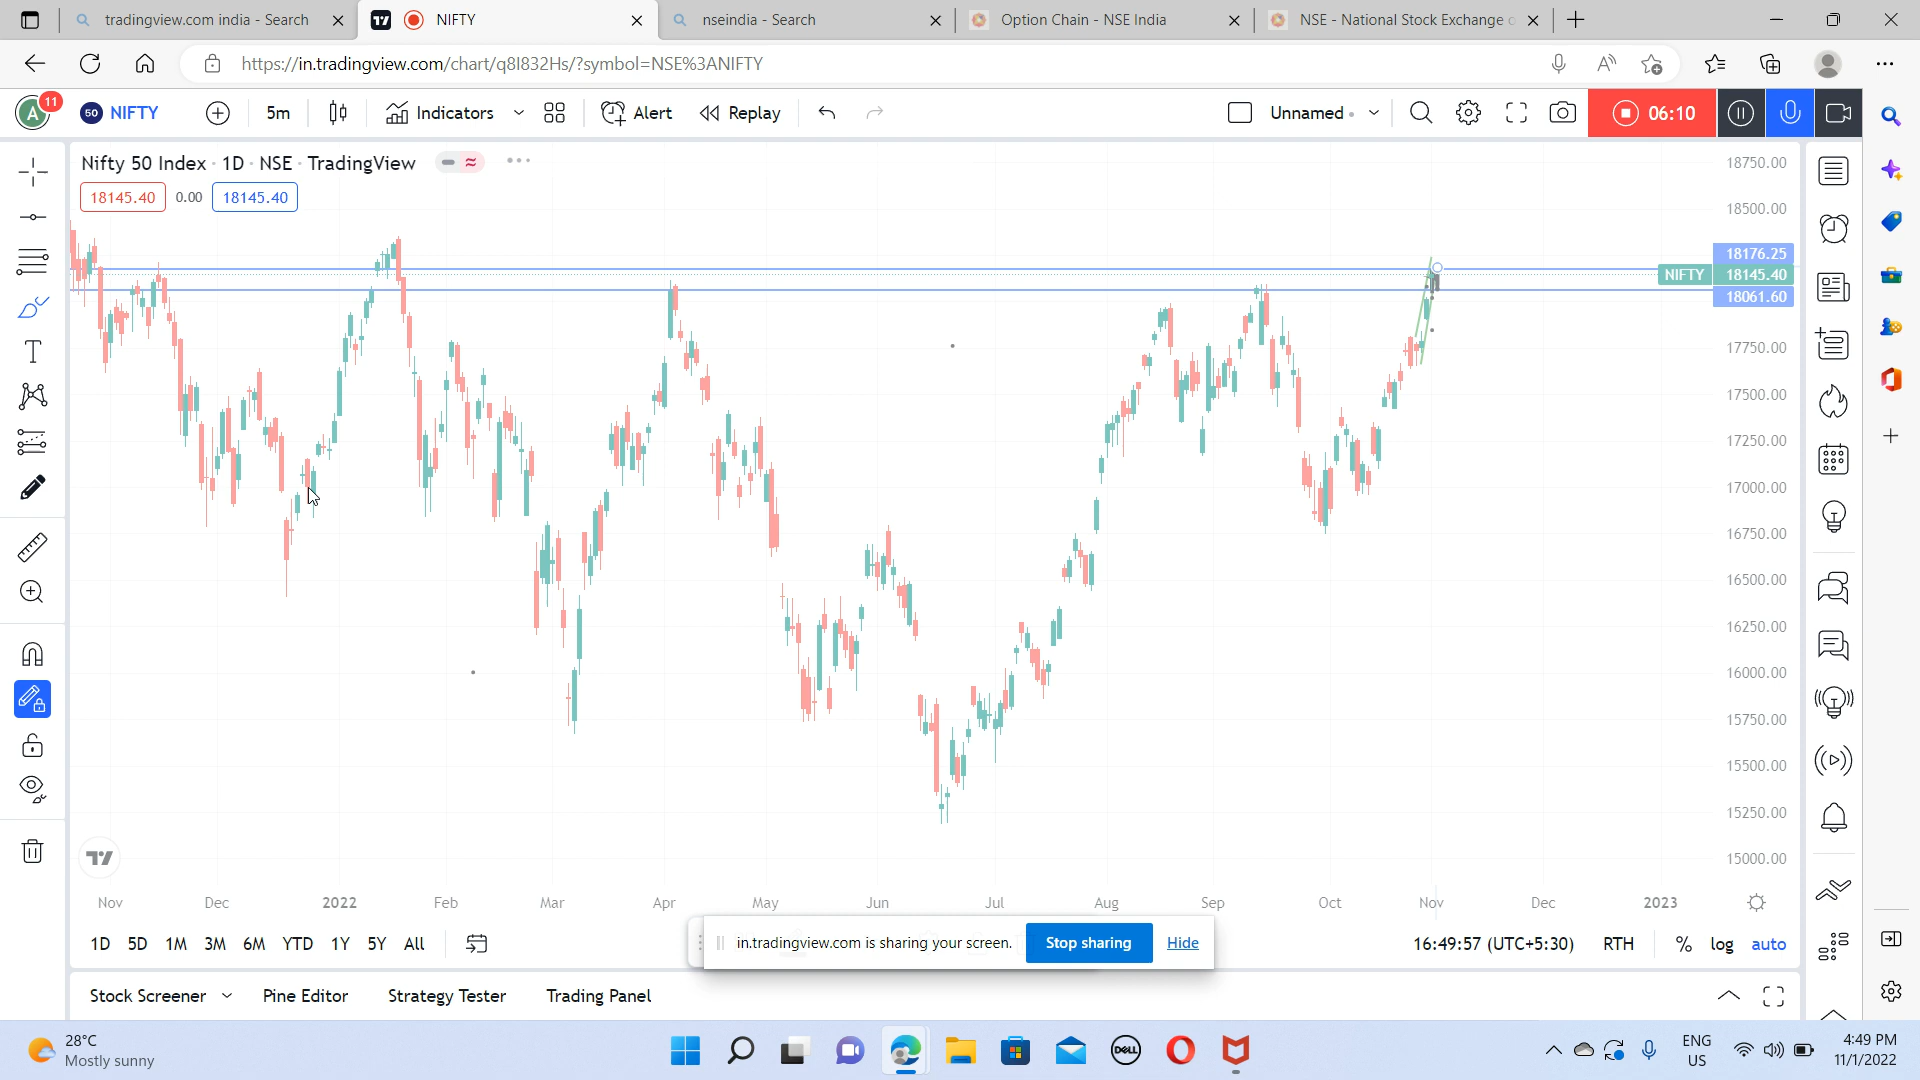 tradingview.com india - Search
NIFTY
nseindia - Search
Option Chain - NSE India
NSE - National Stock Exchange
https://in.tradingview.com/chart/q8I832Hs/?symbol=NSE%3ANIFTY
A 11
50 NIFTY
5m
Indicators
Alert
Replay
Unnamed
06:10
Nifty 50 Index · 1D · NSE · TradingView
18145.40 0.00 18145.40
18750.00
18500.00
18176.25
NIFTY 18145.40
18061.60
17750.00
17500.00
17250.00
17000.00
16750.00
16500.00
16250.00
16000.00
15750.00
15500.00
15250.00
15000.00
Nov Dec 2022 Feb Mar Apr May Jun Jul Aug Sep Oct Nov Dec 2023
1D 5D 1M 3M 6M YTD 1Y 5Y All
in.tradingview.com is sharing your screen. Stop sharing Hide
16:49:57 (UTC+5:30) RTH % log auto
Stock Screener Pine Editor Strategy Tester Trading Panel
28°C
Mostly sunny
DELL
ENG
US
4:49 PM
11/1/2022